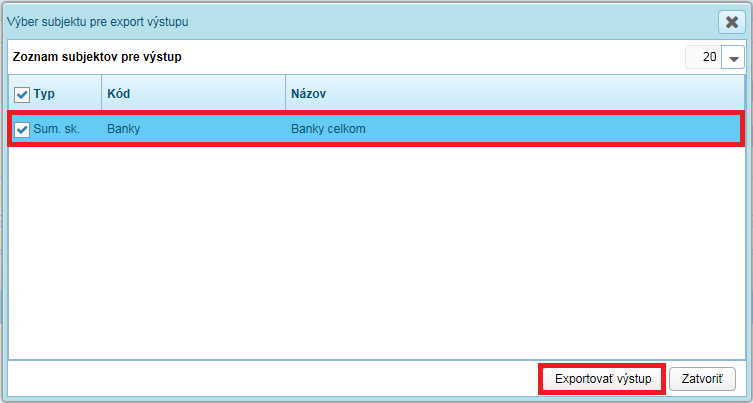 Výber subjektu pre export výstupu
Zoznam subjektov pre výstup 20
Typ Kód Názov
Sum. sk. Banky Banky celkom
Exportovať výstup Zatvoriť